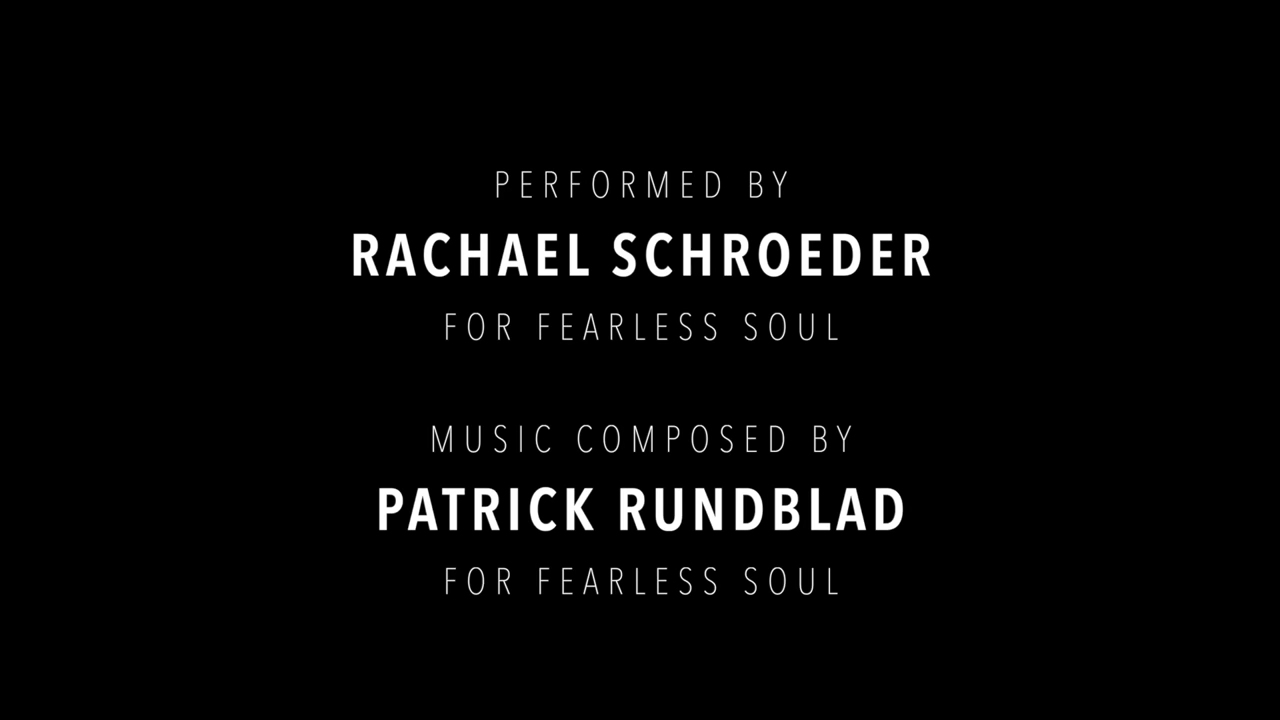 PERFORMED BY
RACHAEL SCHROEDER
FOR FEARLESS SOUL
MUSIC COMPOSED BY
PATRICK RUNDBLAD
FOR FEARLESS SOUL